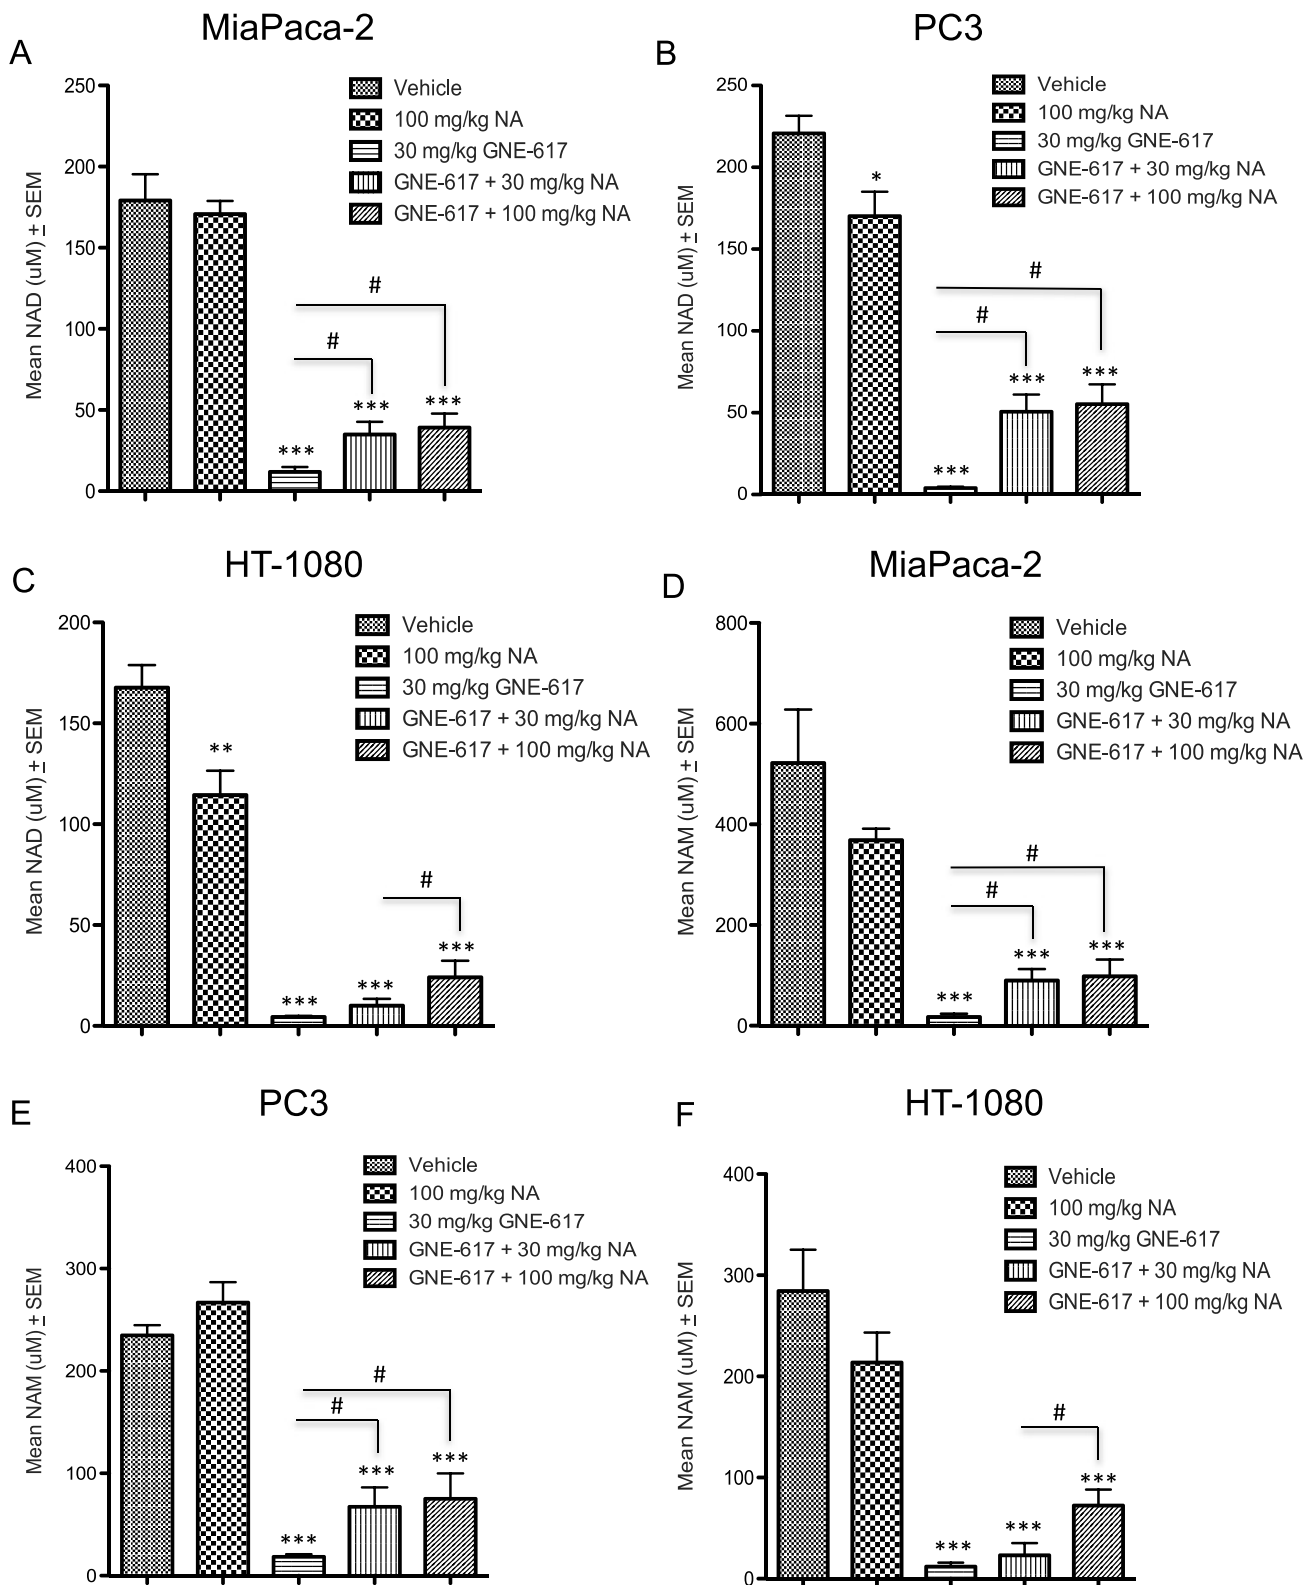 MiaPaca-2
A
250
200
150
100
50
0
Mean NAD (uM) ± SEM
Vehicle
100 mg/kg NA
30 mg/kg GNE-617
GNE-617 + 30 mg/kg NA
GNE-617 + 100 mg/kg NA
#
#
***
***
***
PC3
B
250
200
150
100
50
0
Mean NAD (uM) ± SEM
Vehicle
100 mg/kg NA
30 mg/kg GNE-617
GNE-617 + 30 mg/kg NA
GNE-617 + 100 mg/kg NA
*
#
#
***
***
***
HT-1080
C
200
150
100
50
0
Mean NAD (uM) ± SEM
Vehicle
100 mg/kg NA
30 mg/kg GNE-617
GNE-617 + 30 mg/kg NA
GNE-617 + 100 mg/kg NA
**
#
***
***
***
MiaPaca-2
D
800
600
400
200
0
Mean NAM (uM) ± SEM
Vehicle
100 mg/kg NA
30 mg/kg GNE-617
GNE-617 + 30 mg/kg NA
GNE-617 + 100 mg/kg NA
#
#
***
***
***
PC3
E
400
300
200
100
0
Mean NAM (uM) ± SEM
Vehicle
100 mg/kg NA
30 mg/kg GNE-617
GNE-617 + 30 mg/kg NA
GNE-617 + 100 mg/kg NA
#
#
***
***
***
HT-1080
F
400
300
200
100
0
Mean NAM (uM) ± SEM
Vehicle
100 mg/kg NA
30 mg/kg GNE-617
GNE-617 + 30 mg/kg NA
GNE-617 + 100 mg/kg NA
#
***
***
***